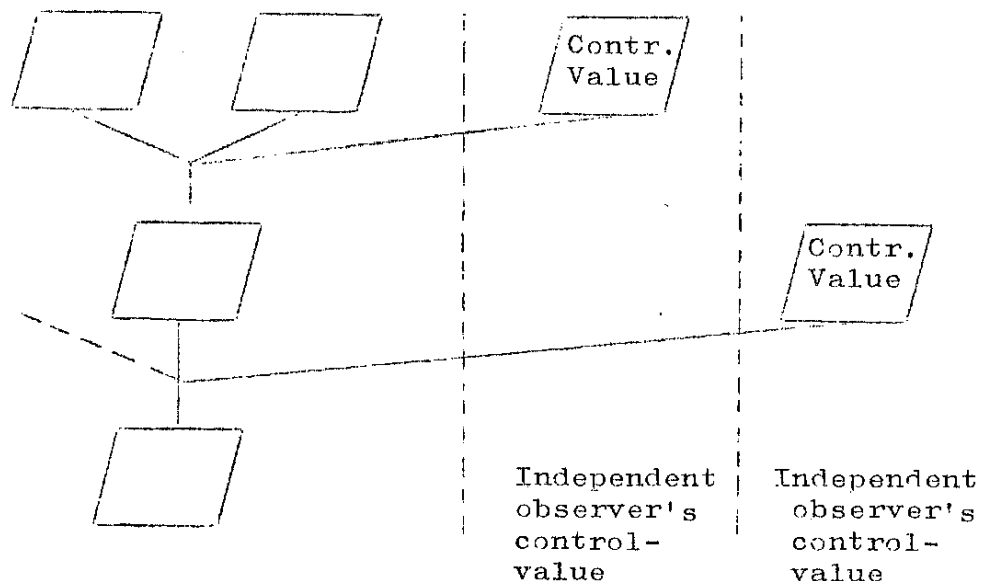 Contr.
Value
Contr.
Value
Independent
observer's
control-
value
Independent
observer's
control-
value